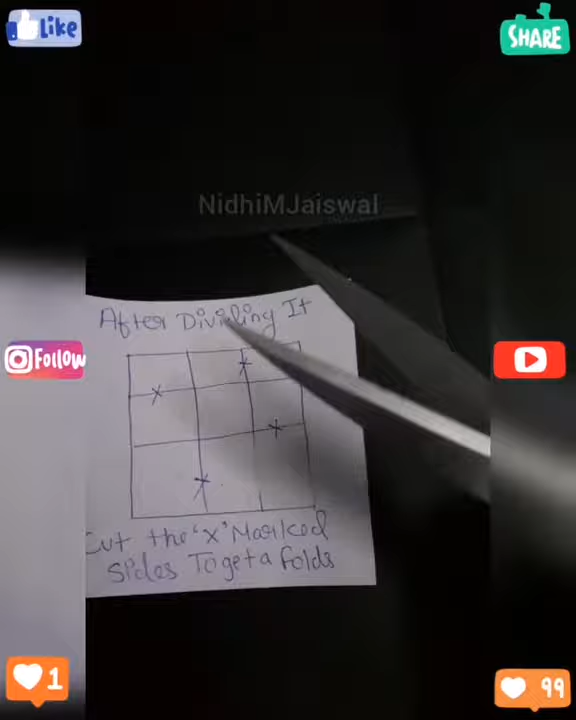 Like
SHARE
NidhiMJaiswal
After Dividing It
Follow
Cut the 'X' Marked
Sides To get a folds
1
99